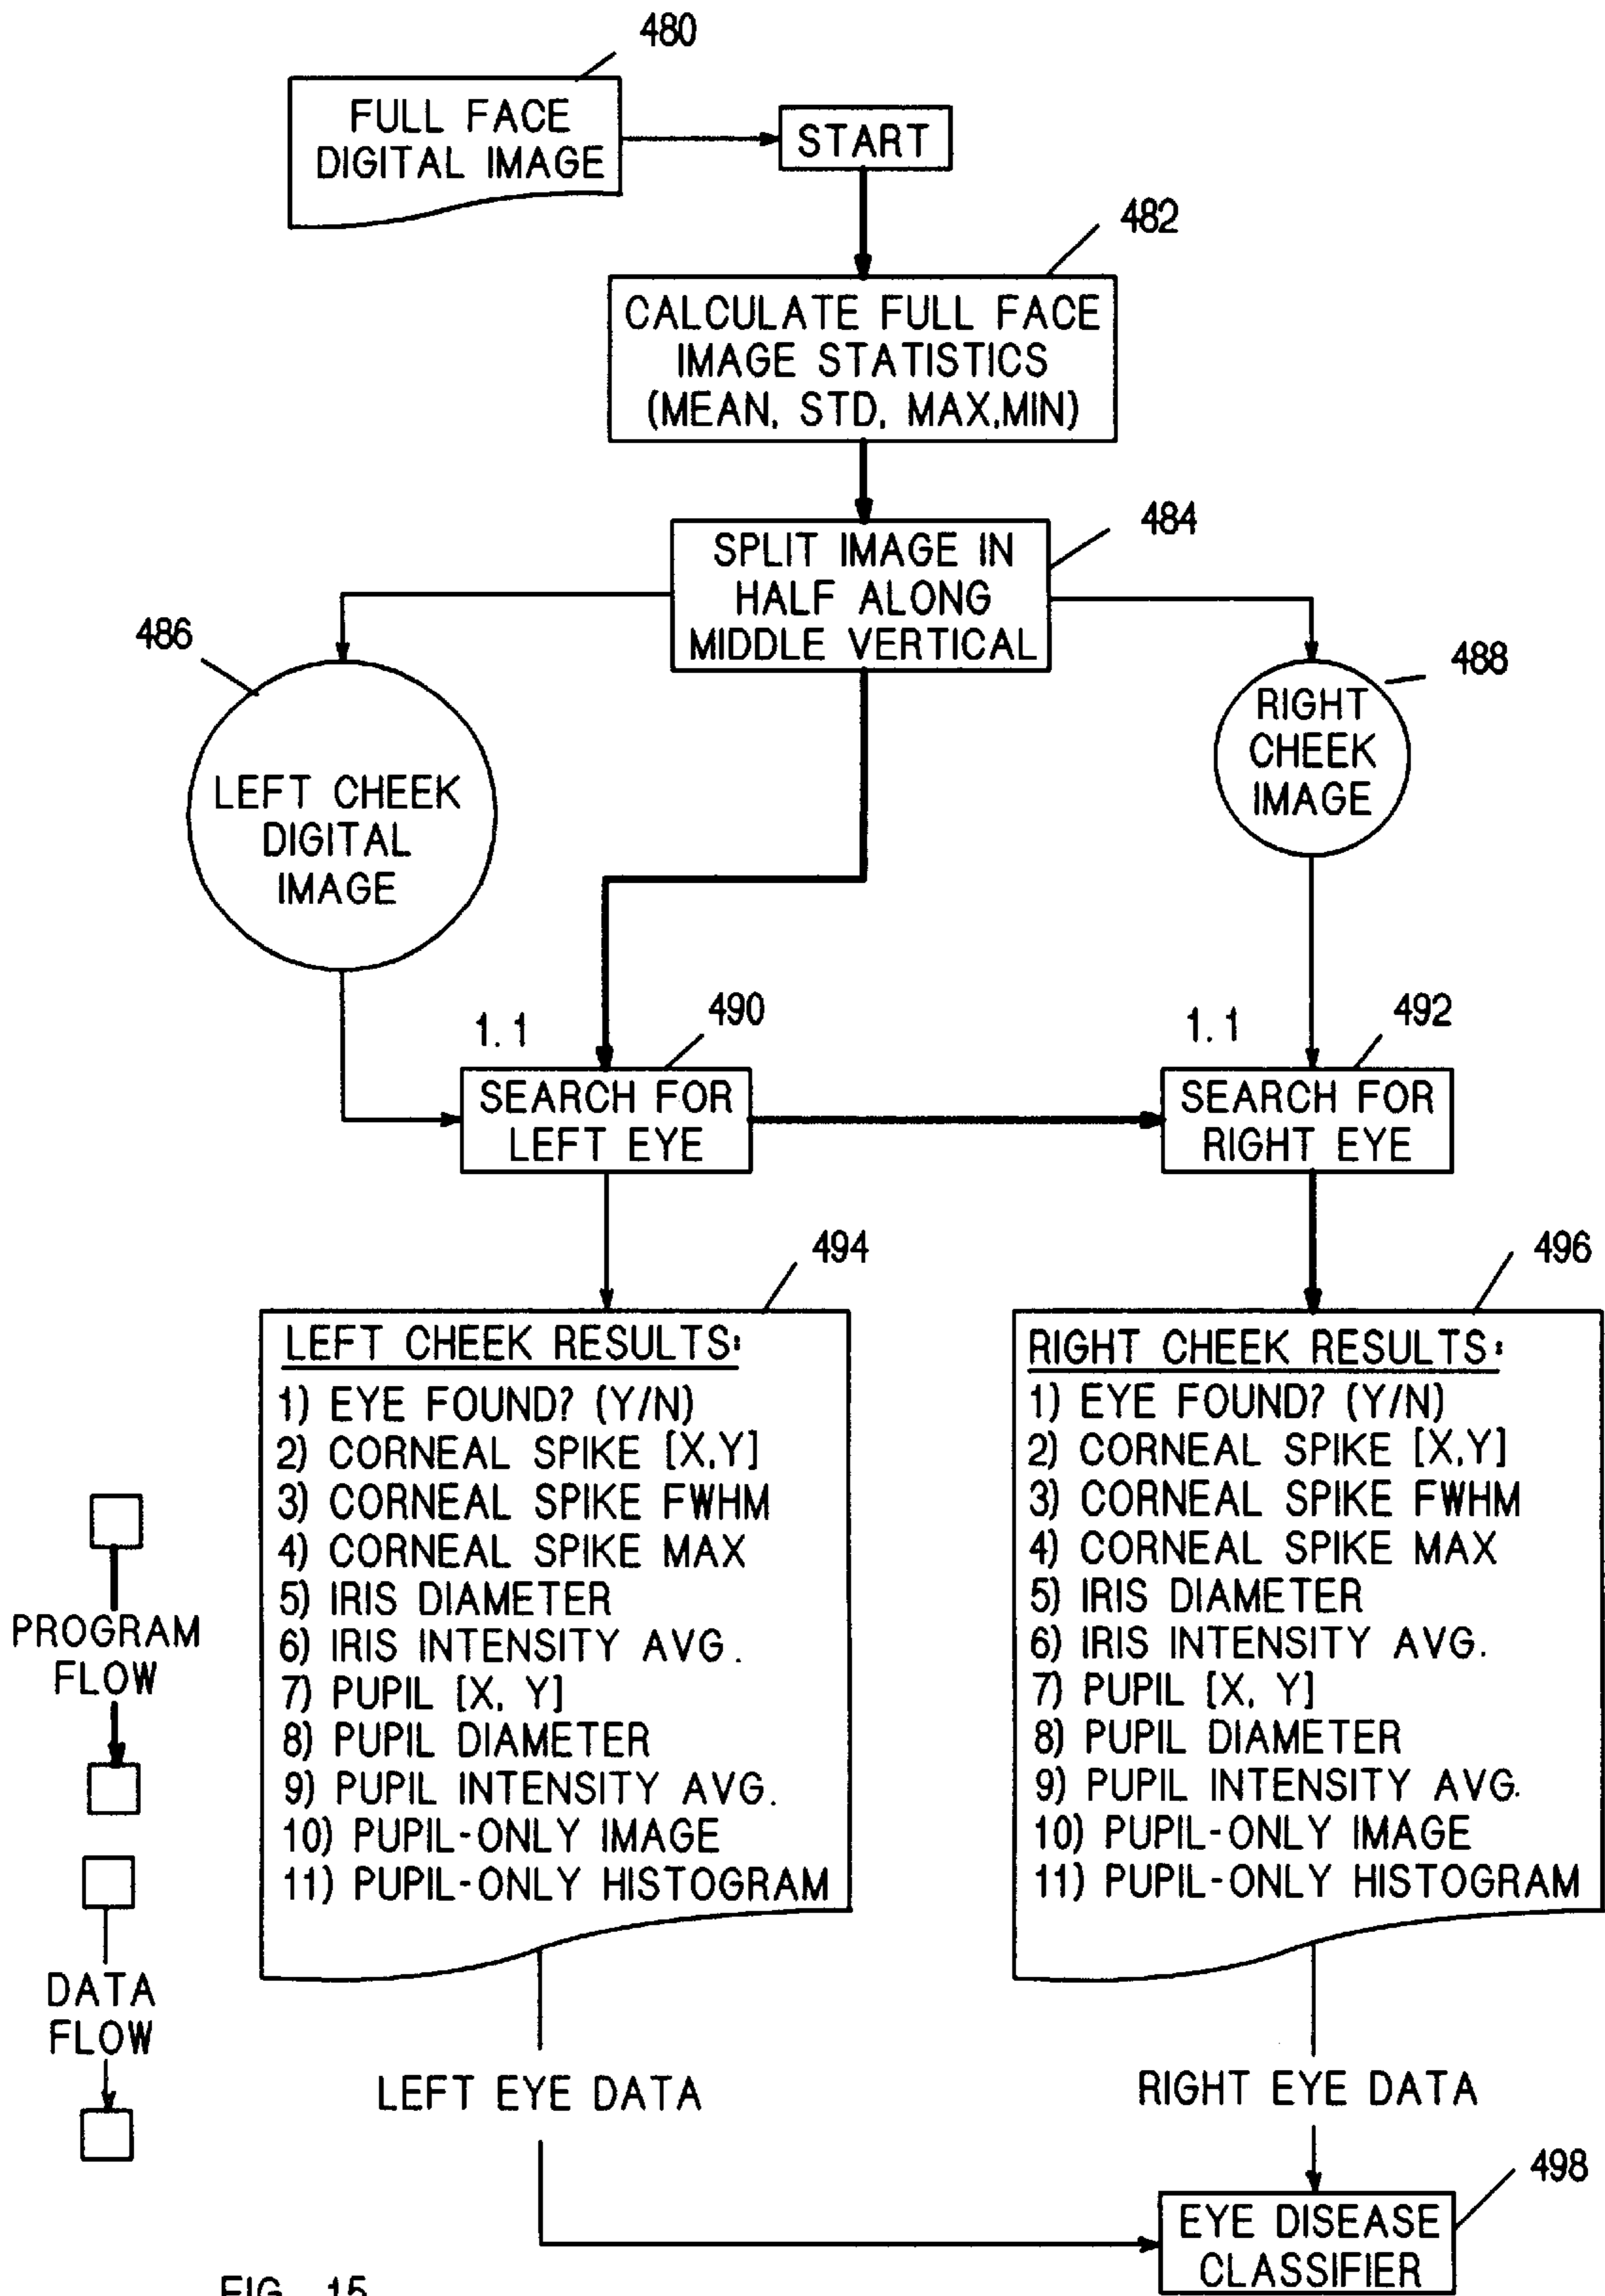 480
FULL FACE
DIGITAL IMAGE
START
482
CALCULATE FULL FACE
IMAGE STATISTICS
(MEAN, STD, MAX,MIN)
484
SPLIT IMAGE IN
HALF ALONG
MIDDLE VERTICAL
486
LEFT CHEEK
DIGITAL
IMAGE
488
RIGHT
CHEEK
IMAGE
1.1
490
SEARCH FOR
LEFT EYE
1.1
492
SEARCH FOR
RIGHT EYE
494
LEFT CHEEK RESULTS:
1) EYE FOUND? (Y/N)
2) CORNEAL SPIKE [X,Y]
3) CORNEAL SPIKE FWHM
4) CORNEAL SPIKE MAX
5) IRIS DIAMETER
6) IRIS INTENSITY AVG.
7) PUPIL [X, Y]
8) PUPIL DIAMETER
9) PUPIL INTENSITY AVG.
10) PUPIL-ONLY IMAGE
11) PUPIL-ONLY HISTOGRAM
496
RIGHT CHEEK RESULTS:
1) EYE FOUND? (Y/N)
2) CORNEAL SPIKE [X,Y]
3) CORNEAL SPIKE FWHM
4) CORNEAL SPIKE MAX
5) IRIS DIAMETER
6) IRIS INTENSITY AVG.
7) PUPIL [X, Y]
8) PUPIL DIAMETER
9) PUPIL INTENSITY AVG.
10) PUPIL-ONLY IMAGE
11) PUPIL-ONLY HISTOGRAM
PROGRAM
FLOW
DATA
FLOW
LEFT EYE DATA
RIGHT EYE DATA
498
EYE DISEASE
CLASSIFIER
FIG. 15